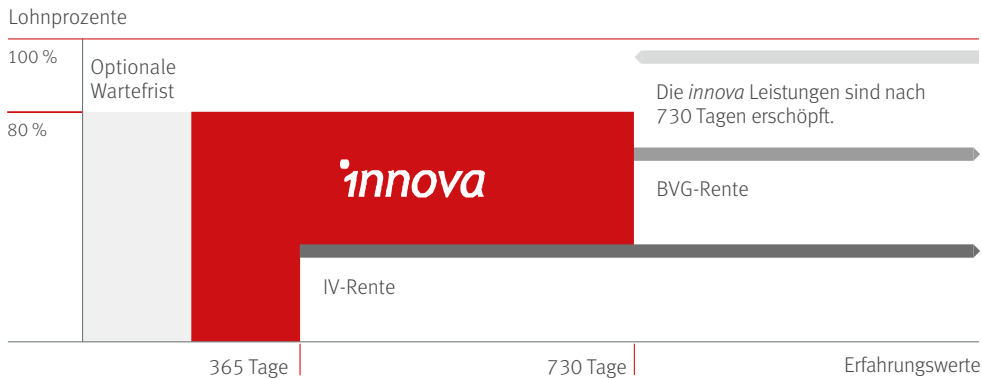 Lohnprozente
100 %
Optionale
Wartefrist
Die innova Leistungen sind nach
730 Tagen erschöpft.
80 %
innova
BVG-Rente
IV-Rente
365 Tage
730 Tage
Erfahrungswerte